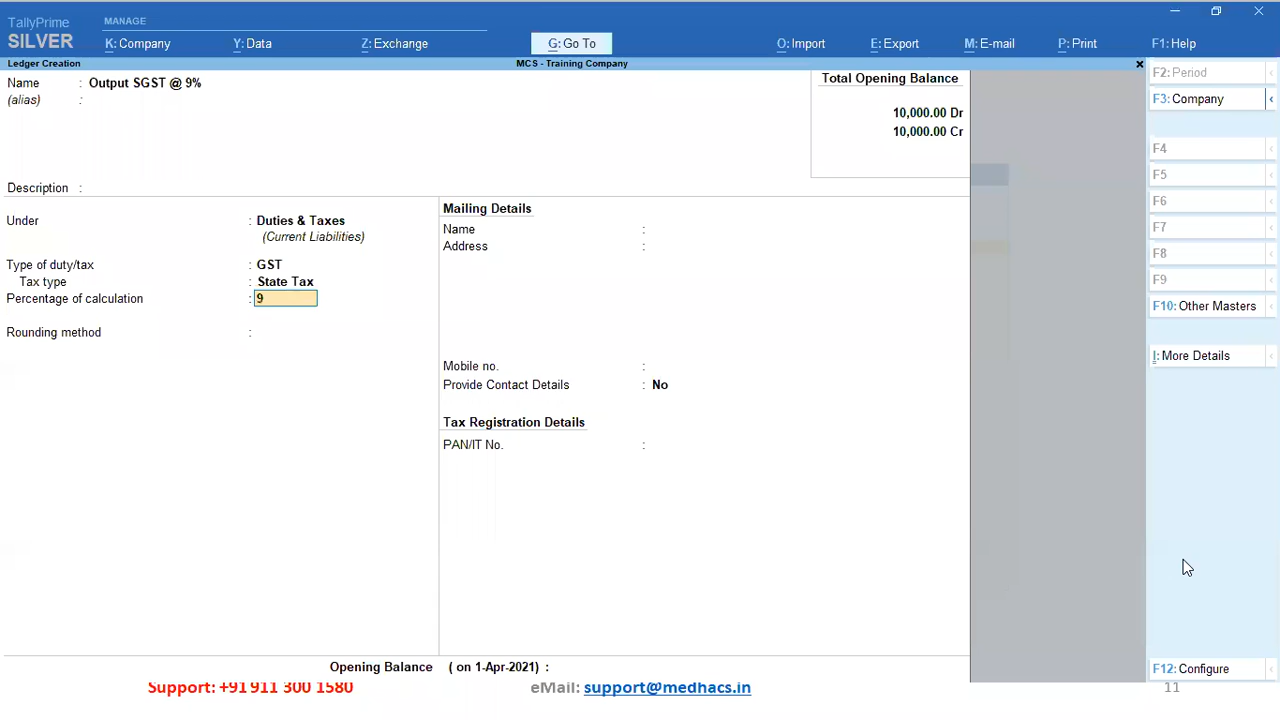 TallyPrime MANAGE
SILVER K: Company Y: Data Z: Exchange G: Go To O: Import E: Export M: E-mail P: Print F1: Help
Ledger Creation MCS - Training Company ×
Name : Output SGST @ 9%
(alias) :
Total Opening Balance
10,000.00 Dr
10,000.00 Cr
Description :
Under : Duties & Taxes
(Current Liabilities)
Type of duty/tax : GST
Tax type : State Tax
Percentage of calculation : 9
Rounding method :
Mailing Details
Name :
Address :
Mobile no. :
Provide Contact Details : No
Tax Registration Details
PAN/IT No. :
Opening Balance ( on 1-Apr-2021) :
F2: Period
F3: Company
F4
F5
F6
F7
F8
F9
F10: Other Masters
I: More Details
F12: Configure
Support: +91 911 300 1580 eMail: support@medhacs.in 11